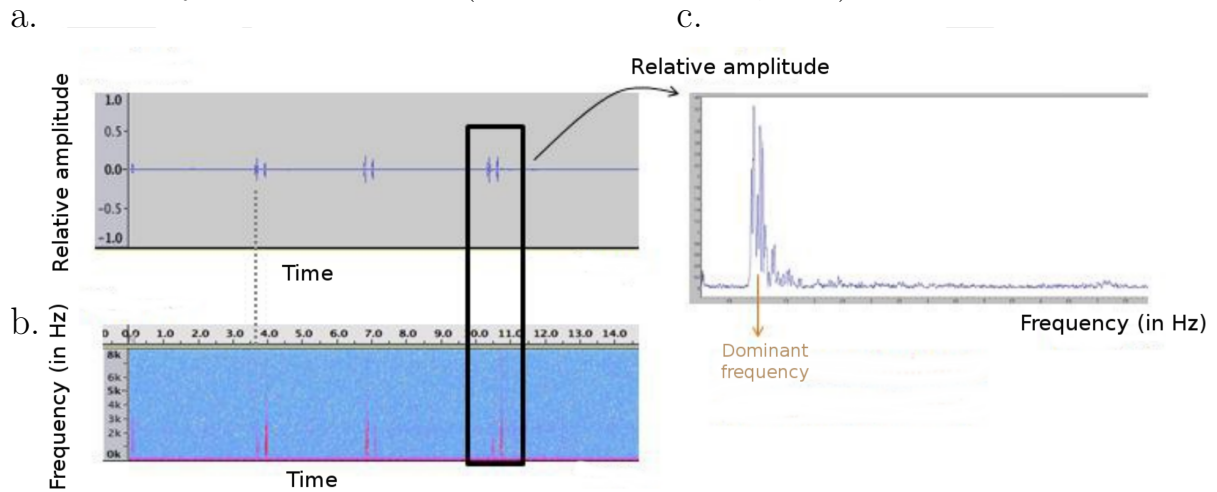 a.
c.
Relative amplitude
Relative amplitude
1.0
0.5
0.0
-0.5
-1.0
Time
b.
Frequency (in Hz)
0 0.0 1.0 2.0 3.0 4.0 5.0 6.0 7.0 8.0 9.0 10.0 11.0 12.0 13.0 14.0
8k
6k
5k
4k
3k
2k
0k
Time
Frequency (in Hz)
Dominant
frequency